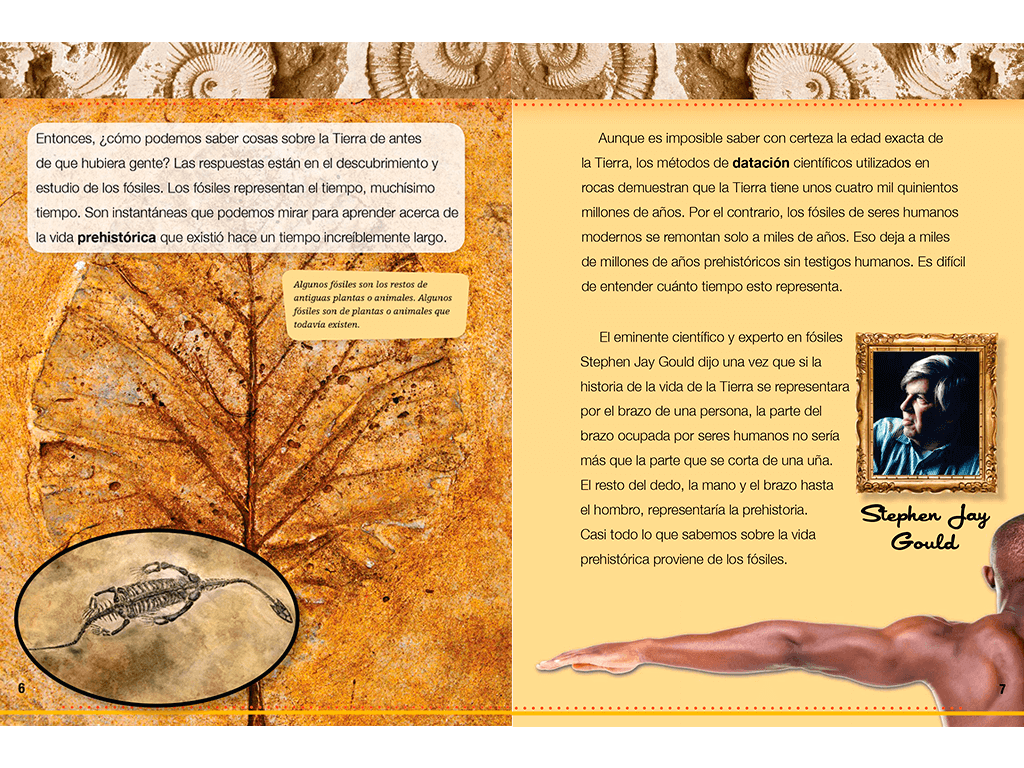 Entonces, ¿cómo podemos saber cosas sobre la Tierra de antes
de que hubiera gente? Las respuestas están en el descubrimiento y
estudio de los fósiles. Los fósiles representan el tiempo, muchísimo
tiempo. Son instantáneas que podemos mirar para aprender acerca de
la vida prehistórica que existió hace un tiempo increíblemente largo.
Algunos fósiles son los restos de
antiguas plantas o animales. Algunos
fósiles son de plantas o animales que
todavía existen.
6
Aunque es imposible saber con certeza la edad exacta de
la Tierra, los métodos de datación científicos utilizados en
rocas demuestran que la Tierra tiene unos cuatro mil quinientos
millones de años. Por el contrario, los fósiles de seres humanos
modernos se remontan solo a miles de años. Eso deja a miles
de millones de años prehistóricos sin testigos humanos. Es difícil
de entender cuánto tiempo esto representa.
El eminente científico y experto en fósiles
Stephen Jay Gould dijo una vez que si la
historia de la vida de la Tierra se representara
por el brazo de una persona, la parte del
brazo ocupada por seres humanos no sería
más que la parte que se corta de una uña.
El resto del dedo, la mano y el brazo hasta
el hombro, representaría la prehistoria.
Casi todo lo que sabemos sobre la vida
prehistórica proviene de los fósiles.
Stephen Jay
Gould
7